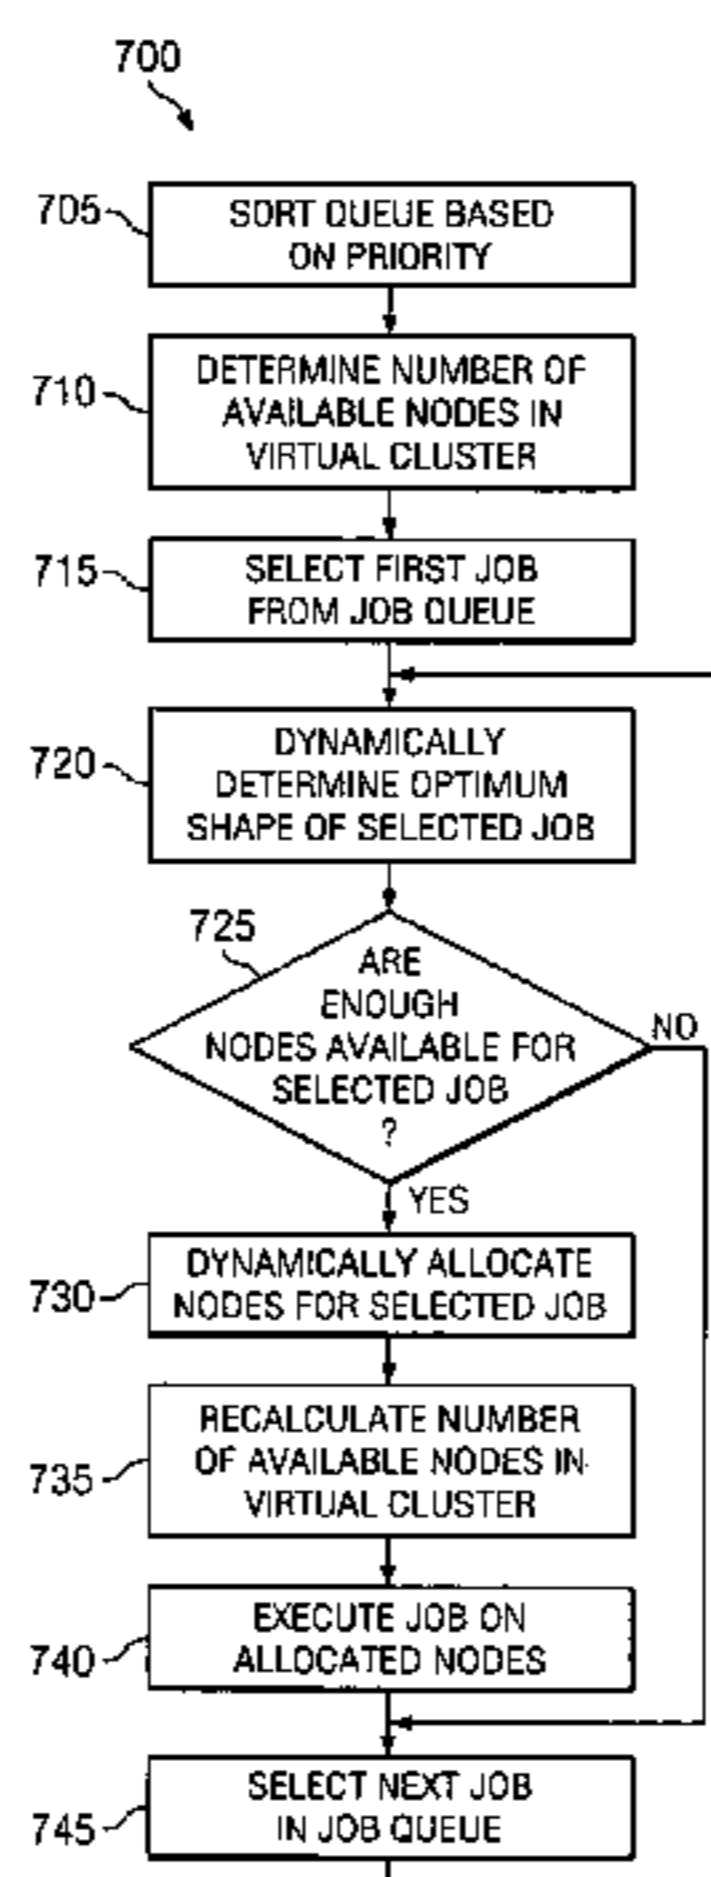 700
705
SORT QUEUE BASED
ON PRIORITY
710
DETERMINE NUMBER OF
AVAILABLE NODES IN
VIRTUAL CLUSTER
715
SELECT FIRST JOB
FROM JOB QUEUE
720
DYNAMICALLY
DETERMINE OPTIMUM
SHAPE OF SELECTED JOB
725
ARE
ENOUGH
NODES AVAILABLE FOR
SELECTED JOB
?
NO
YES
730
DYNAMICALLY ALLOCATE
NODES FOR SELECTED JOB
735
RECALCULATE NUMBER
OF AVAILABLE NODES IN
VIRTUAL CLUSTER
740
EXECUTE JOB ON
ALLOCATED NODES
745
SELECT NEXT JOB
IN JOB QUEUE